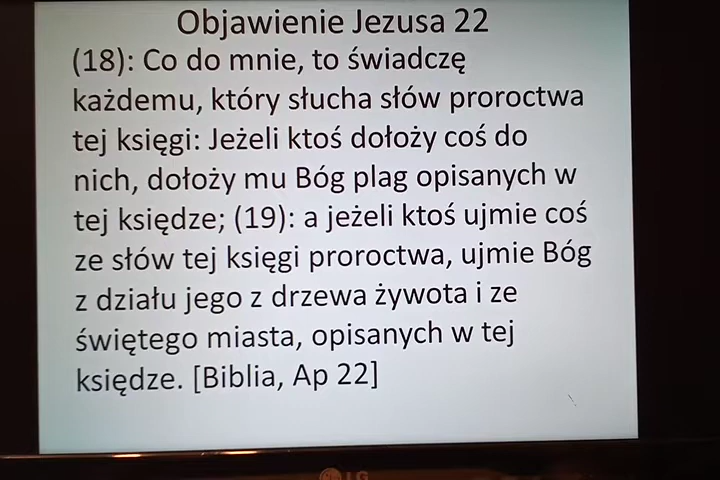 Objawienie Jezusa 22
(18): Co do mnie, to świadczę
każdemu, który słucha słów proroctwa
tej księgi: Jeżeli ktoś dołoży coś do
nich, dołoży mu Bóg plag opisanych w
tej księdze; (19): a jeżeli ktoś ujmie coś
ze słów tej księgi proroctwa, ujmie Bóg
z działu jego z drzewa żywota i ze
świętego miasta, opisanych w tej
księdze. [Biblia, Ap 22]
LG